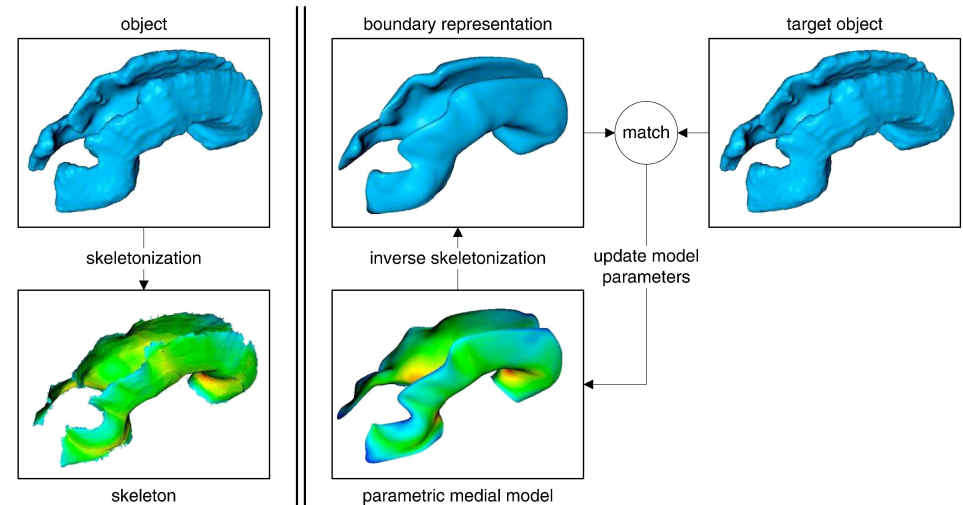 object
skeletonization
skeleton
boundary representation
target object
match
inverse skeletonization
update model
parameters
parametric medial model